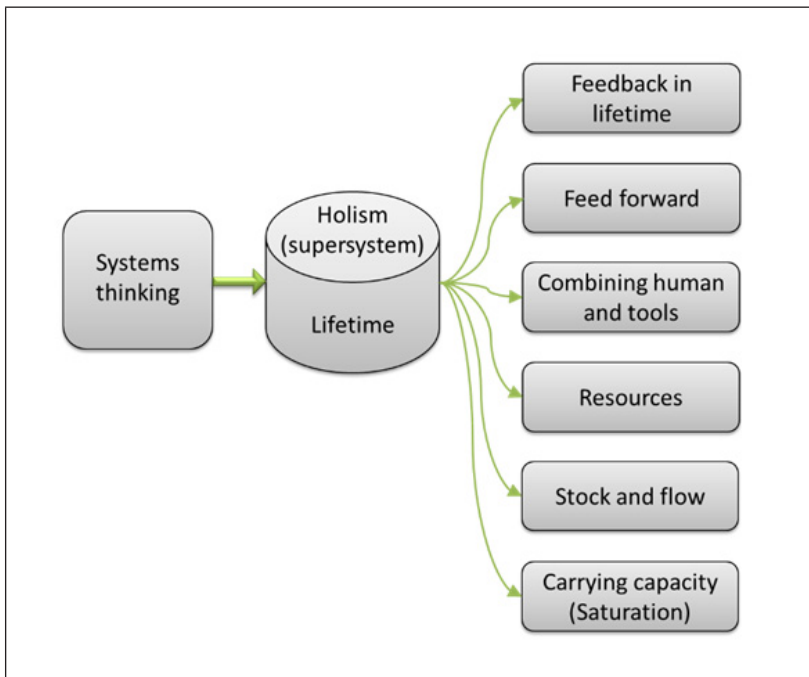 Systems
thinking
Holism
(supersystem)
Lifetime
Feedback in
lifetime
Feed forward
Combining human
and tools
Resources
Stock and flow
Carrying capacity
(Saturation)